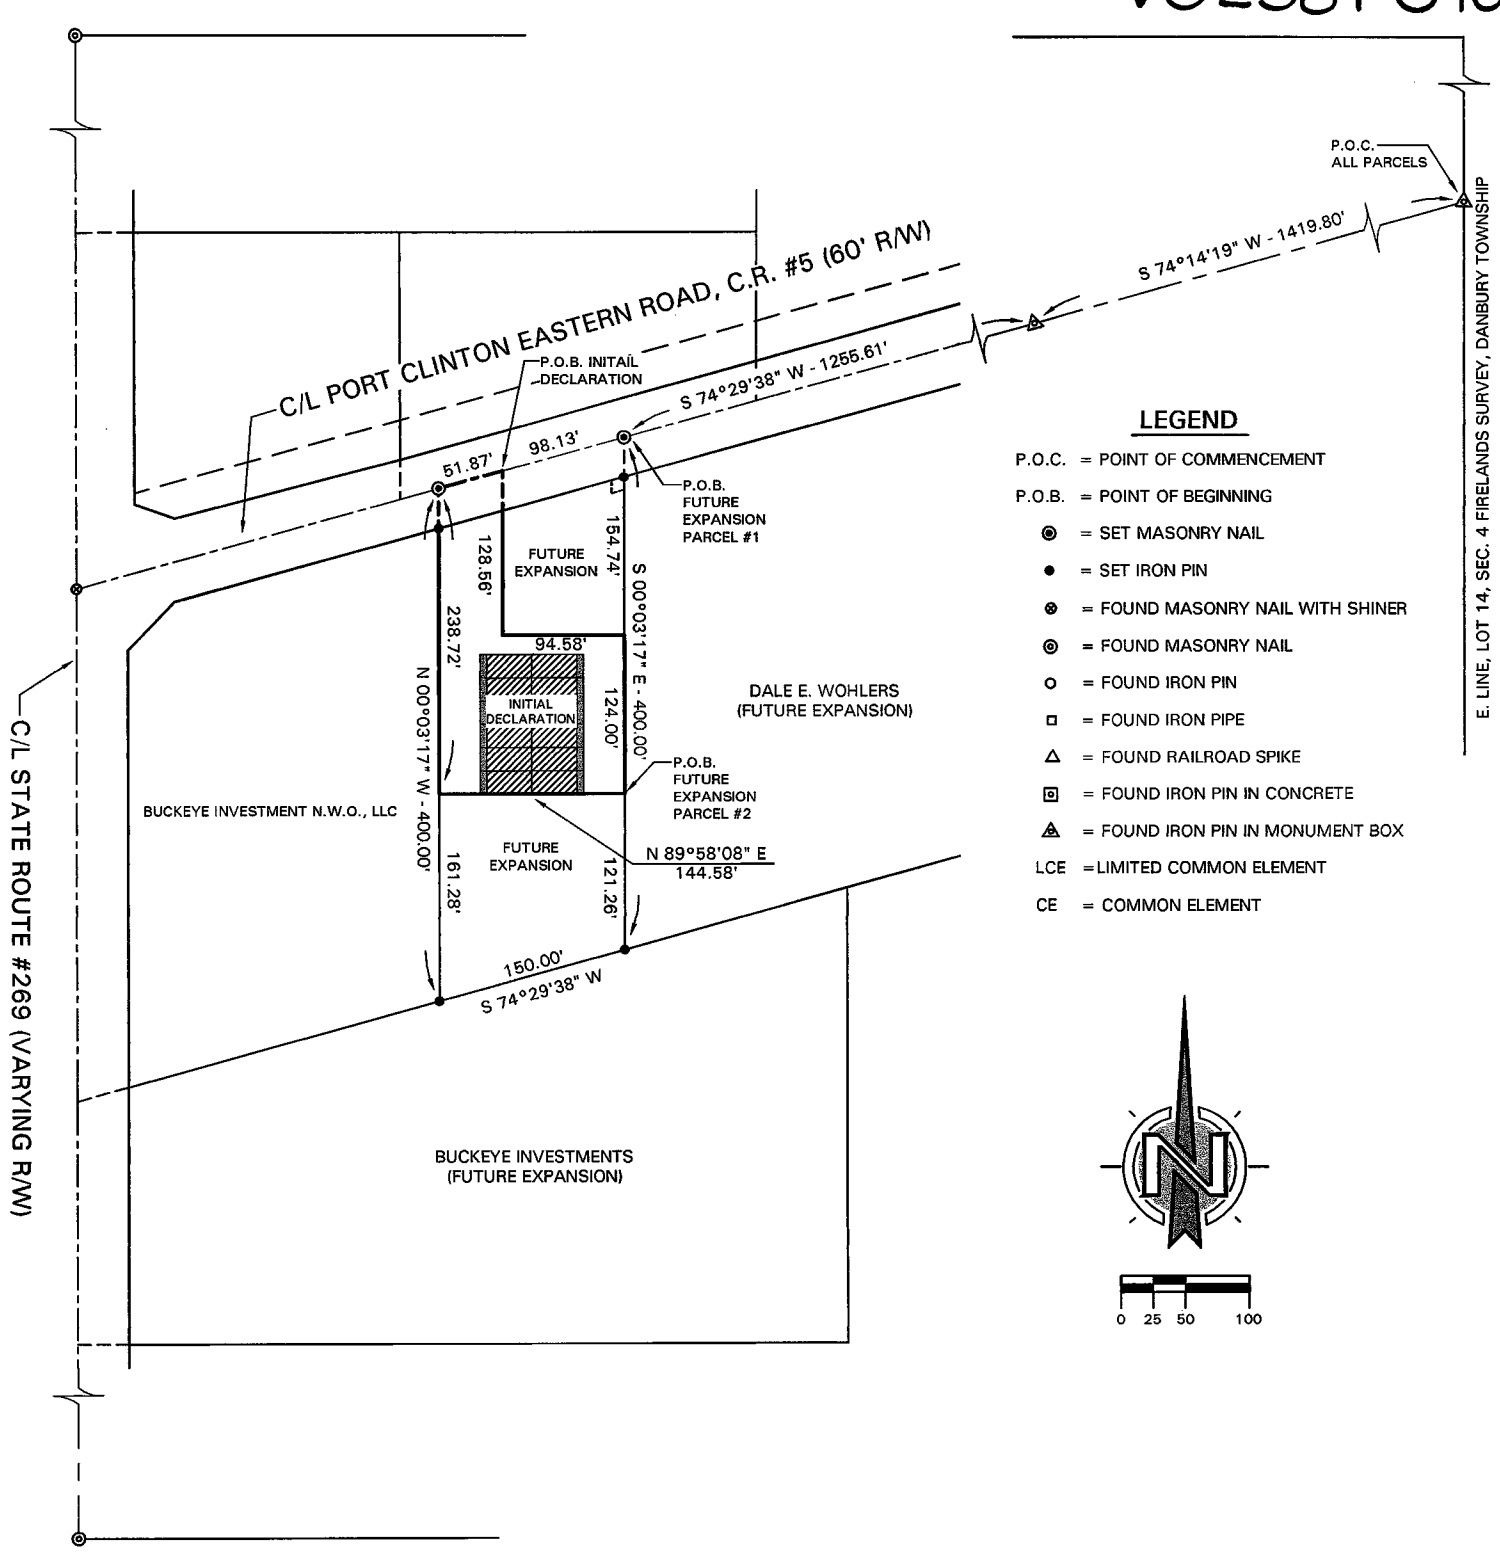 P.O.C.
ALL PARCELS
S 74°14'19" W - 1419.80'
E. LINE, LOT 14, SEC. 4 FIRELANDS SURVEY, DANBURY TOWNSHIP
C/L PORT CLINTON EASTERN ROAD, C.R. #5 (60' R/W)
P.O.B. INITAIL
DECLARATION
S 74°29'38" W - 1255.61'
98.13'
51.87'
P.O.B.
FUTURE
EXPANSION
PARCEL #1
154.74'
128.56'
FUTURE
EXPANSION
S 00°03'17" E - 400.00'
238.72'
94.58'
N 00°03'17" W - 400.00'
INITIAL
DECLARATION
124.00'
DALE E. WOHLERS
(FUTURE EXPANSION)
P.O.B.
FUTURE
EXPANSION
PARCEL #2
BUCKEYE INVESTMENT N.W.O., LLC
FUTURE
EXPANSION
N 89°58'08" E
144.58'
161.28'
121.26'
150.00'
S 74°29'38" W
C/L STATE ROUTE #269 (VARYING R/W)
BUCKEYE INVESTMENTS
(FUTURE EXPANSION)
LEGEND
P.O.C. = POINT OF COMMENCEMENT
P.O.B. = POINT OF BEGINNING
= SET MASONRY NAIL
= SET IRON PIN
= FOUND MASONRY NAIL WITH SHINER
= FOUND MASONRY NAIL
= FOUND IRON PIN
= FOUND IRON PIPE
= FOUND RAILROAD SPIKE
= FOUND IRON PIN IN CONCRETE
= FOUND IRON PIN IN MONUMENT BOX
LCE =LIMITED COMMON ELEMENT
CE = COMMON ELEMENT
N
0 25 50 100